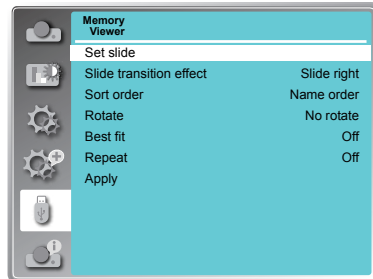 Memory
Viewer
Set slide
Slide transition effect Slide right
Sort order Name order
Rotate No rotate
Best fit Off
Repeat Off
Apply